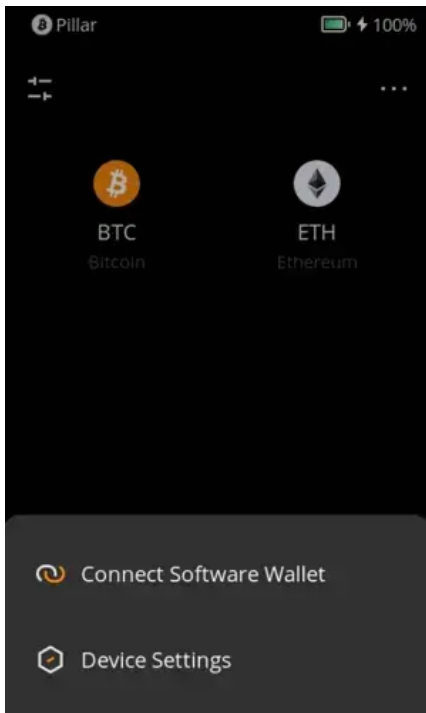 Pillar
100%
BTC
ETH
Bitcoin
Ethereum
Connect Software Wallet
Device Settings